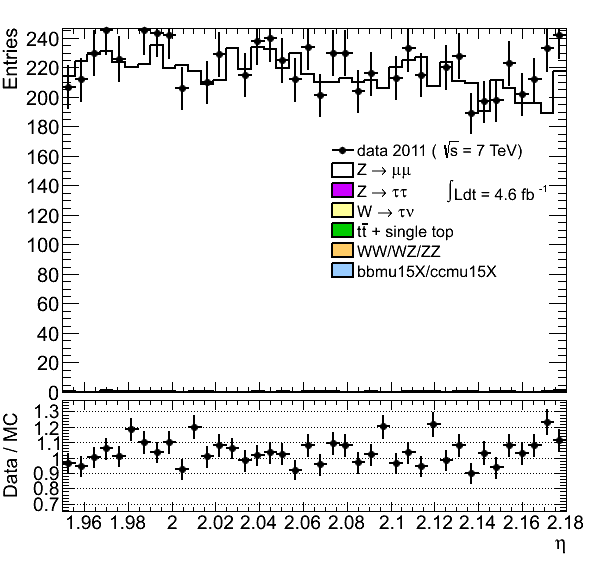 Entries
240
220
200
180
160
140
120
100
80
60
40
20
0
data 2011 ( √s = 7 TeV)
Z → μμ
Z → ττ
∫Ldt = 4.6 fb⁻¹
W → τν
tt̄ + single top
WW/WZ/ZZ
bbmu15X/ccmu15X
Data / MC
1.3
1.2
1.1
1
0.9
0.8
0.7
1.96 1.98 2 2.02 2.04 2.06 2.08 2.1 2.12 2.14 2.16 2.18
η